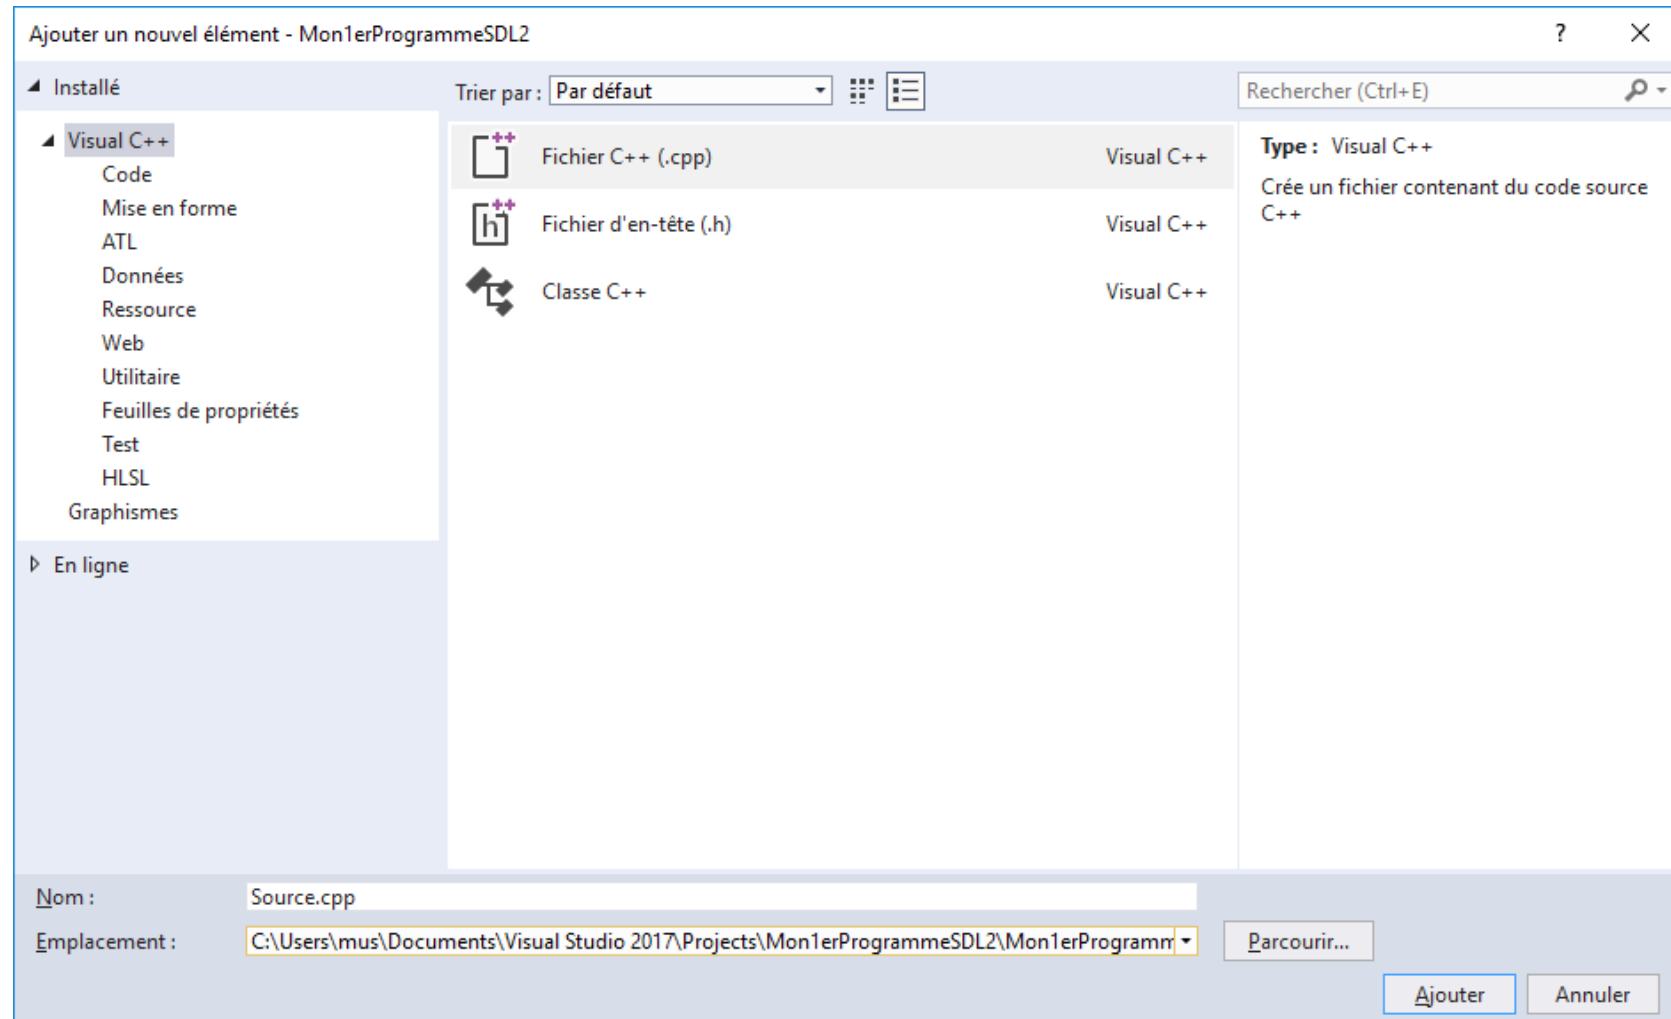 Ajouter un nouvel élément - Mon1erProgrammeSDL2
?
Installé
Trier par : Par défaut
Rechercher (Ctrl+E)
Visual C++
Code
Mise en forme
ATL
Données
Ressource
Web
Utilitaire
Feuilles de propriétés
Test
HLSL
Graphismes
En ligne
Fichier C++ (.cpp) Visual C++
Fichier d'en-tête (.h) Visual C++
Classe C++ Visual C++
Type : Visual C++
Crée un fichier contenant du code source
C++
Nom : Source.cpp
Emplacement : C:\Users\mus\Documents\Visual Studio 2017\Projects\Mon1erProgrammeSDL2\Mon1erProgramm
Parcourir...
Ajouter Annuler